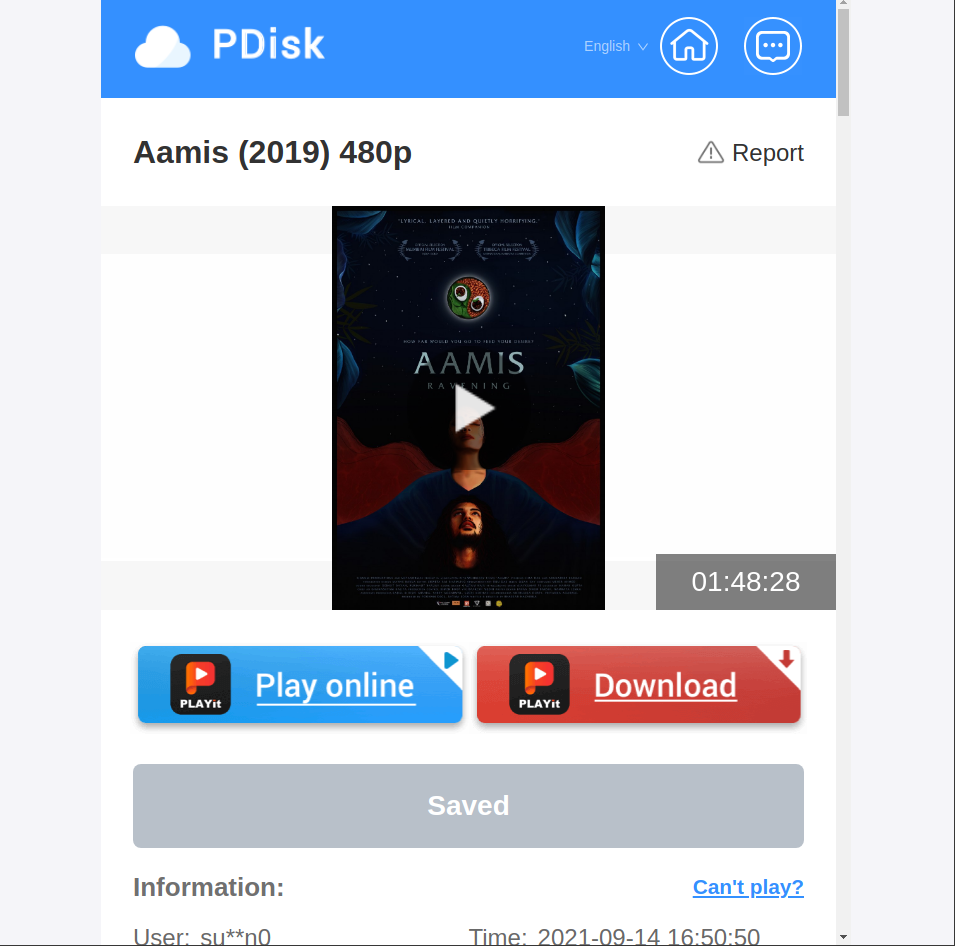 PDisk
English
Aamis (2019) 480p
Report
"LYRICAL, LAYERED AND QUIETLY HORRIFYING."
FILM COMPANION
HOW FAR WOULD YOU GO TO FEED YOUR DESIRE?
AAMIS
RAVENING
01:48:28
PLAYit
Play online
PLAYit
Download
Saved
Information:
Can't play?
User: su**n0
Time: 2021-09-14 16:50:50